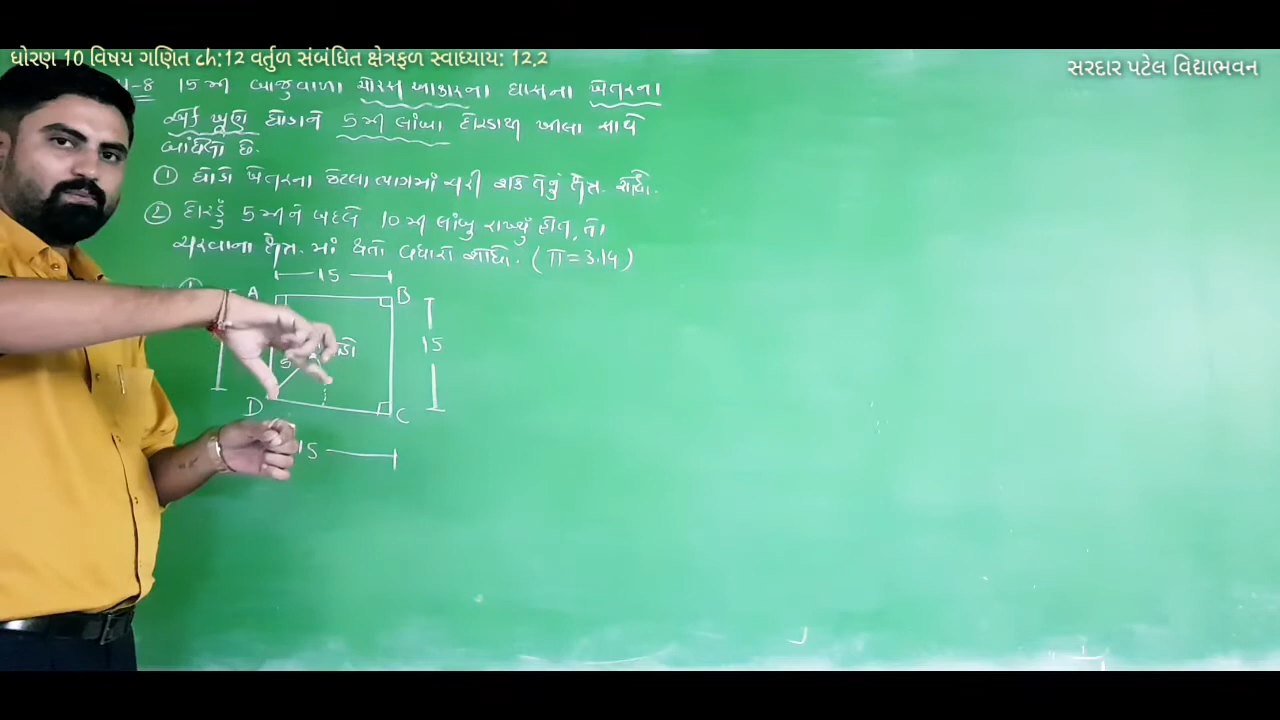 ધોરણ 10 વિષય ગણિત ch:12 વર્તુળ સંબંધિત ક્ષેત્રફળ સ્વાધ્યાય: 12.2
સરદાર પટેલ વિદ્યાભવન
-8 15 મી બાજુવાળા ચોરસ આકારના ઘાસના ખેતરના
એક ખૂણે ઘોડાને 5 મી લાંબા દોરડાથી ખીલા સાથે
બાંધેલો છે.
① ઘોડો ખેતરના જેટલા ભાગમાં ચરી શકે તેનું ક્ષેત્ર. શોધો.
② દોરડું 5 મીને બદલે 10 મી લાંબુ રાખ્યું હોત, તો
ચરવાના ક્ષેત્ર. માં થતો વધારો શોધો. (π = 3.14)
15
A B
15
5
D C
15